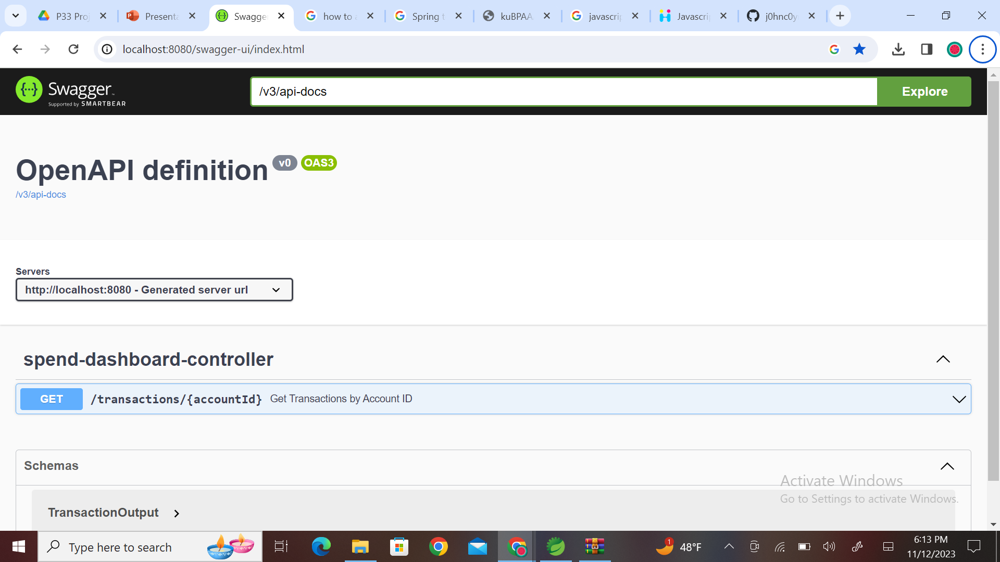 P33 Proj
Presenta
Swagger
how to a
Spring t
kuBPAA
javascrip
Javascri
j0hnc0y
localhost:8080/swagger-ui/index.html
Swagger
Supported by SMARTBEAR
/v3/api-docs
Explore
OpenAPI definition
v0
OAS3
/v3/api-docs
Servers
http://localhost:8080 - Generated server url
spend-dashboard-controller
GET /transactions/{accountId} Get Transactions by Account ID
Schemas
TransactionOutput
Activate Windows
Go to Settings to activate Windows.
Type here to search
1
48°F
6:13 PM
11/12/2023